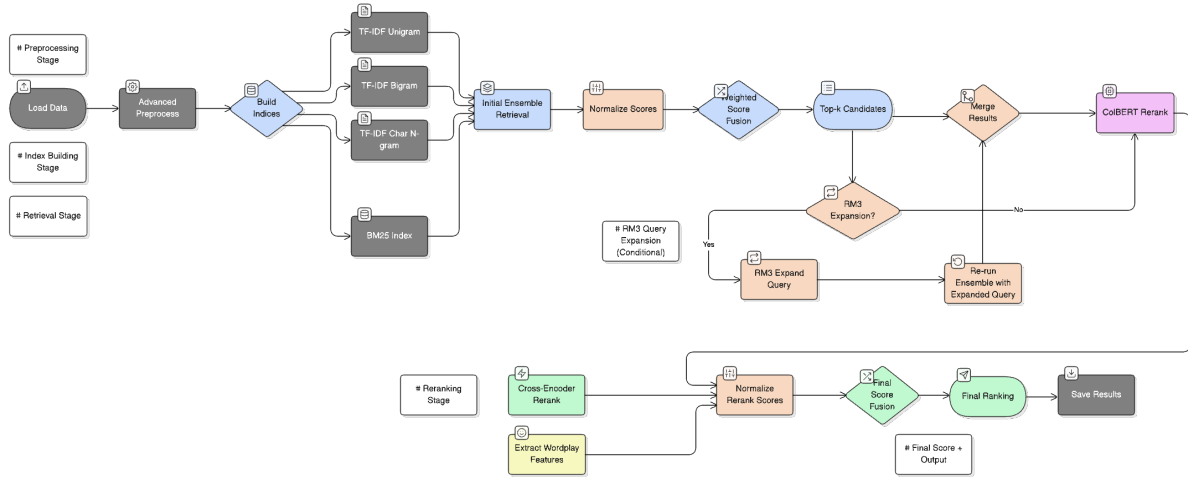 # Preprocessing
Stage
Load Data
Advanced
Preprocess
Build
Indices
TF-IDF Unigram
TF-IDF Bigram
TF-IDF Char N-
gram
BM25 Index
Initial Ensemble
Retrieval
Normalize Scores
Weighted
Score
Fusion
Top-k Candidates
Merge
Results
ColBERT Rerank
# Index Building
Stage
# Retrieval Stage
# RM3 Query
Expansion
(Conditional)
RM3
Expansion?
No
Yes
RM3 Expand
Query
Re-run
Ensemble with
Expanded Query
# Reranking
Stage
Cross-Encoder
Rerank
Extract Wordplay
Features
Normalize
Rerank Scores
Final
Score
Fusion
Final Ranking
Save Results
# Final Score +
Output